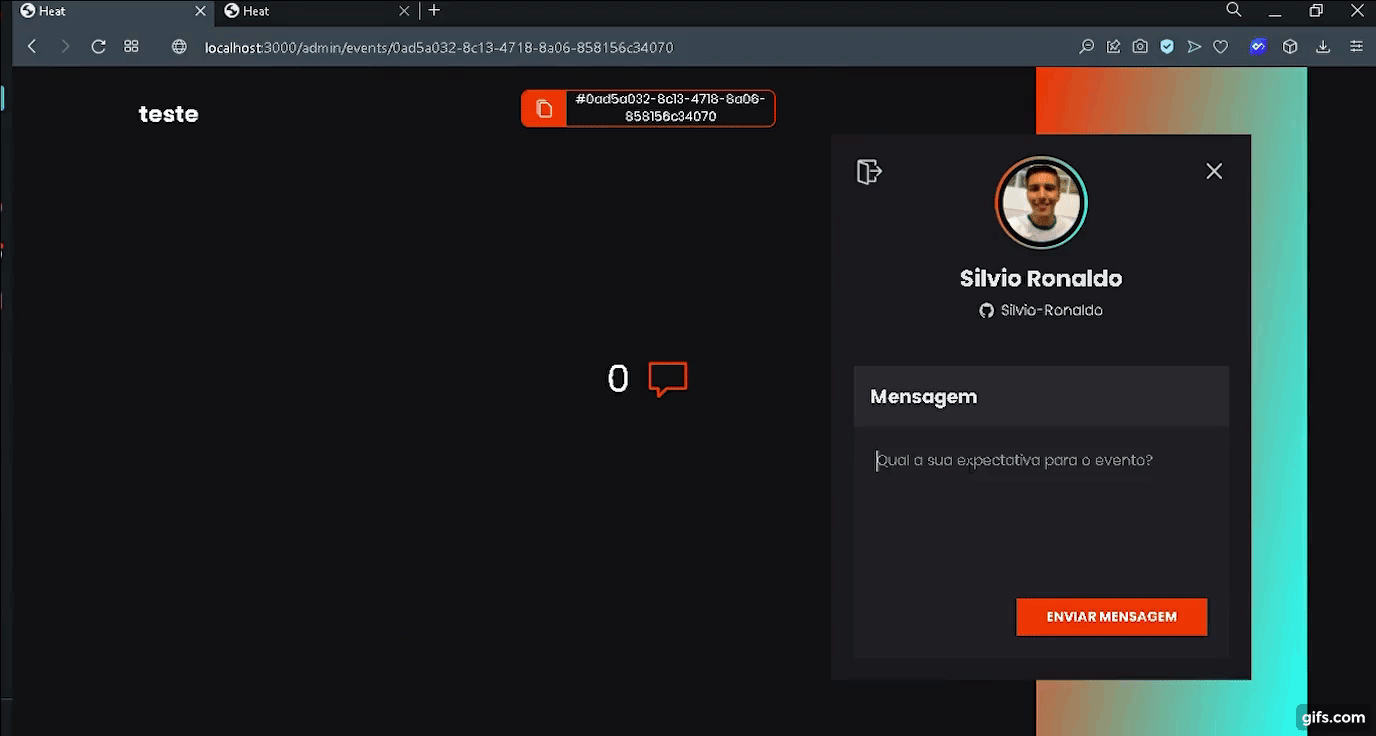 Heat
Heat
localhost:3000/admin/events/0ad5a032-8c13-4718-8a06-858156c34070
teste
#0ad5a032-8c13-4718-8a06-
858156c34070
Silvio Ronaldo
Silvio-Ronaldo
0
Mensagem
Qual a sua expectativa para o evento?
ENVIAR MENSAGEM
gifs.com